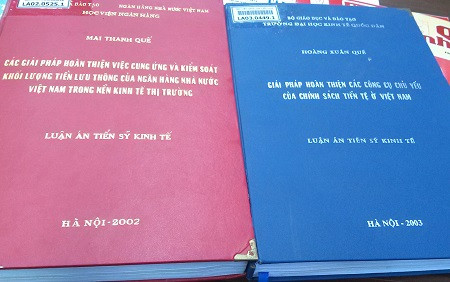 LA02.0525.1
ĐÀO TẠO NGÂN HÀNG NHÀ NƯỚC VIỆT NAM
HỌC VIỆN NGÂN HÀNG
MAI THANH QUẾ
CÁC GIẢI PHÁP HOÀN THIỆN VIỆC CUNG ỨNG VÀ KIỂM SOÁT
KHỐI LƯỢNG TIỀN LƯU THÔNG CỦA NGÂN HÀNG NHÀ NƯỚC
VIỆT NAM TRONG NỀN KINH TẾ THỊ TRƯỜNG
LUẬN ÁN TIẾN SỸ KINH TẾ
HÀ NỘI-2002
LA03.0449.1
BỘ GIÁO DỤC VÀ ĐÀO TẠO
TRƯỜNG ĐẠI HỌC KINH TẾ QUỐC DÂN
HOÀNG XUÂN QUẾ
GIẢI PHÁP HOÀN THIỆN CÁC CÔNG CỤ CHỦ YẾU
CỦA CHÍNH SÁCH TIỀN TỆ Ở VIỆT NAM
LUẬN ÁN TIẾN SỸ KINH TẾ
HÀ NỘI - 2003